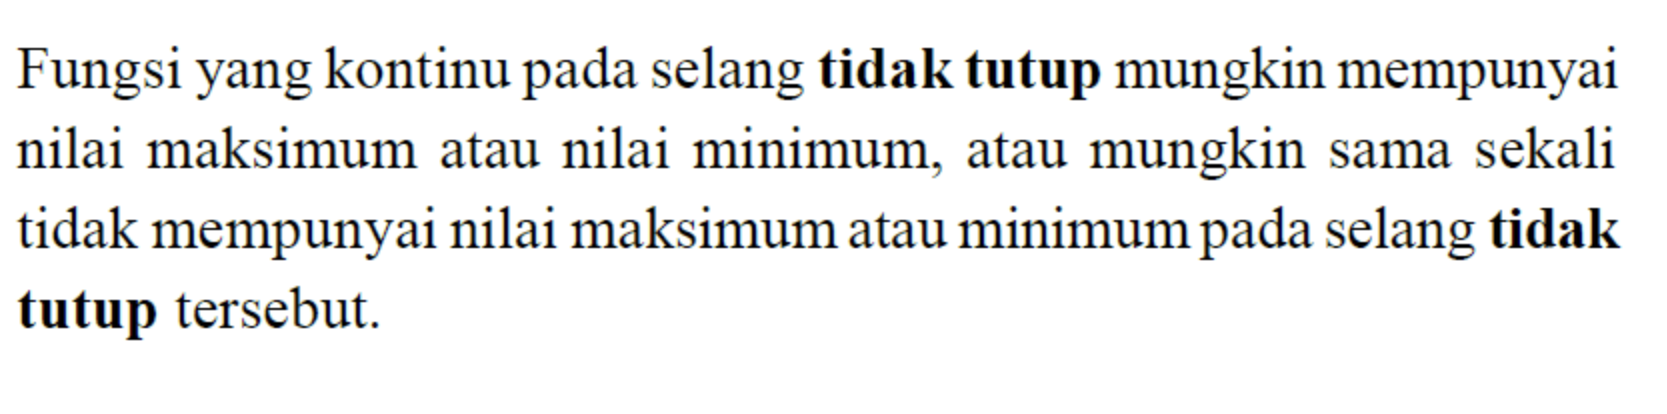 Fungsi yang kontinu pada selang tidak tutup mungkin mempunyai
nilai maksimum atau nilai minimum, atau mungkin sama sekali
tidak mempunyai nilai maksimum atau minimum pada selang tidak
tutup tersebut.